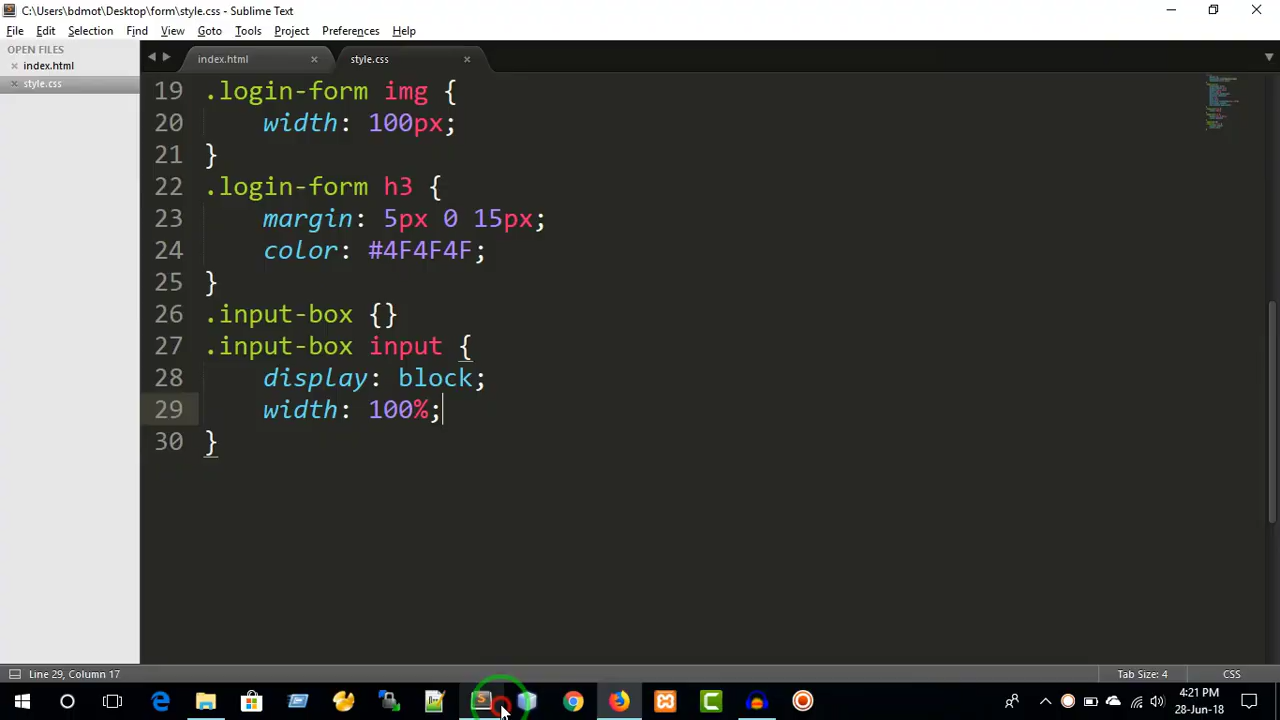 C:\Users\bdmot\Desktop\form\style.css - Sublime Text
File Edit Selection Find View Goto Tools Project Preferences Help
OPEN FILES
index.html
style.css
index.html
style.css
19 .login-form img {
20 width: 100px;
21 }
22 .login-form h3 {
23 margin: 5px 0 15px;
24 color: #4F4F4F;
25 }
26 .input-box {}
27 .input-box input {
28 display: block;
29 width: 100%;
30 }
Line 29, Column 17
Tab Size: 4
CSS
4:21 PM
28-Jun-18